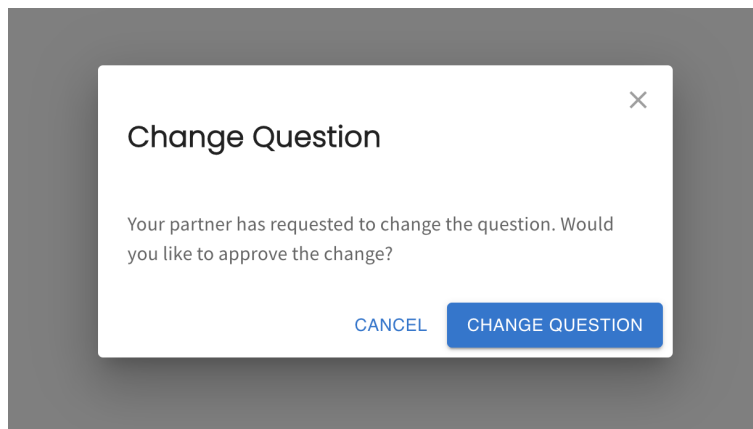 Change Question
Your partner has requested to change the question. Would
you like to approve the change?
CANCEL
CHANGE QUESTION